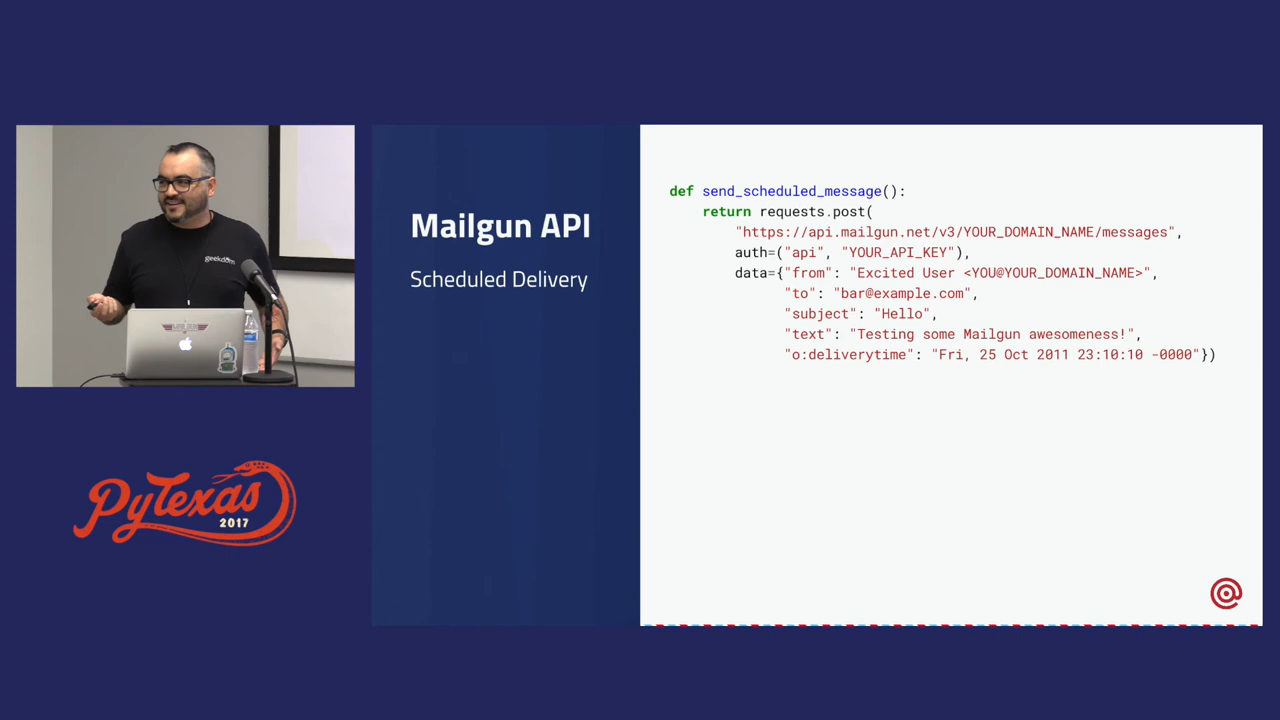 geekdom
MAILGUN
PyTexas
2017
Mailgun API
Scheduled Delivery
def send_scheduled_message():
    return requests.post(
        "https://api.mailgun.net/v3/YOUR_DOMAIN_NAME/messages",
        auth=("api", "YOUR_API_KEY"),
        data={"from": "Excited User <YOU@YOUR_DOMAIN_NAME>",
              "to": "bar@example.com",
              "subject": "Hello",
              "text": "Testing some Mailgun awesomeness!",
              "o:deliverytime": "Fri, 25 Oct 2011 23:10:10 -0000"})